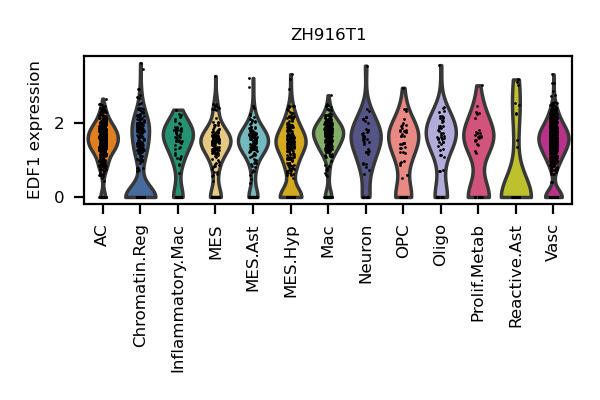 ZH916T1
EDF1 expression
2
0
AC
Chromatin.Reg
Inflammatory.Mac
MES
MES.Ast
MES.Hyp
Mac
Neuron
OPC
Oligo
Prolif.Metab
Reactive.Ast
Vasc